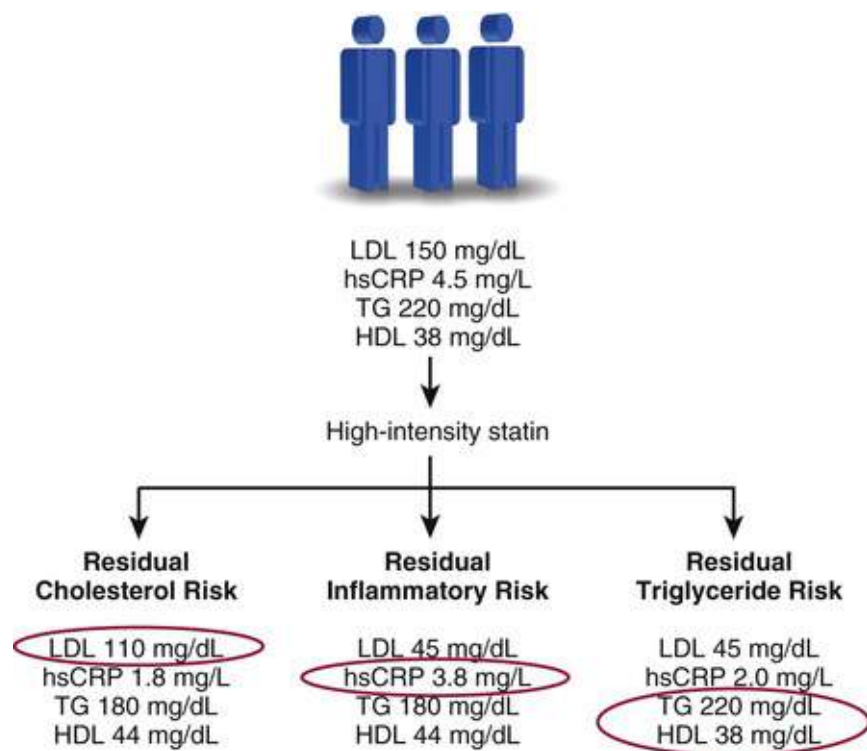 LDL 150 mg/dL
hsCRP 4.5 mg/L
TG 220 mg/dL
HDL 38 mg/dL
High-intensity statin
Residual
Cholesterol Risk
LDL 110 mg/dL
hsCRP 1.8 mg/L
TG 180 mg/dL
HDL 44 mg/dL
Residual
Inflammatory Risk
LDL 45 mg/dL
hsCRP 3.8 mg/L
TG 180 mg/dL
HDL 44 mg/dL
Residual
Triglyceride Risk
LDL 45 mg/dL
hsCRP 2.0 mg/L
TG 220 mg/dL
HDL 38 mg/dL